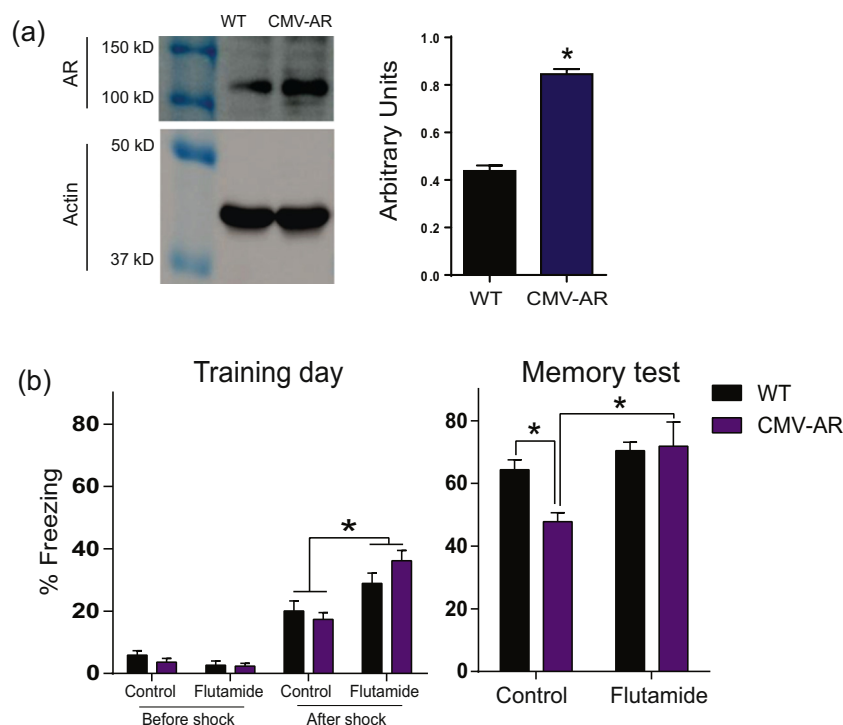 (a)
WT CMV-AR
AR
150 kD
100 kD
Actin
50 kD
37 kD
Arbitrary Units
1.0
0.8
0.6
0.4
0.2
0.0
*
WT CMV-AR
(b)
Training day
% Freezing
80
60
40
20
0
*
Control Flutamide Control Flutamide
Before shock After shock
Memory test
80
60
40
20
0
* *
Control Flutamide
WT
CMV-AR